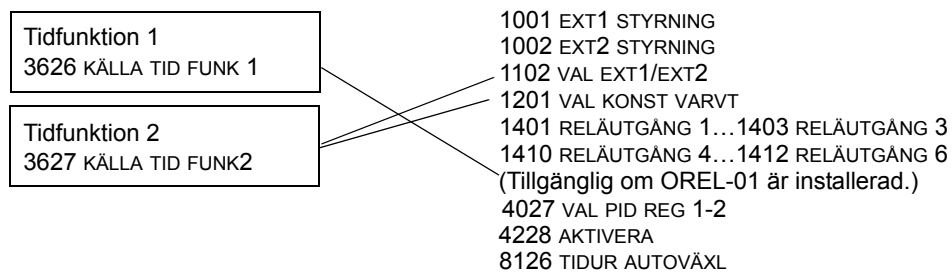 Tidfunktion 1
3626 KÄLLA TID FUNK 1
Tidfunktion 2
3627 KÄLLA TID FUNK2
1001 EXT1 STYRNING
1002 EXT2 STYRNING
1102 VAL EXT1/EXT2
1201 VAL KONST VARVT
1401 RELÄUTGÅNG 1…1403 RELÄUTGÅNG 3
1410 RELÄUTGÅNG 4…1412 RELÄUTGÅNG 6
(Tillgänglig om OREL-01 är installerad.)
4027 VAL PID REG 1-2
4228 AKTIVERA
8126 TIDUR AUTOVÄXL